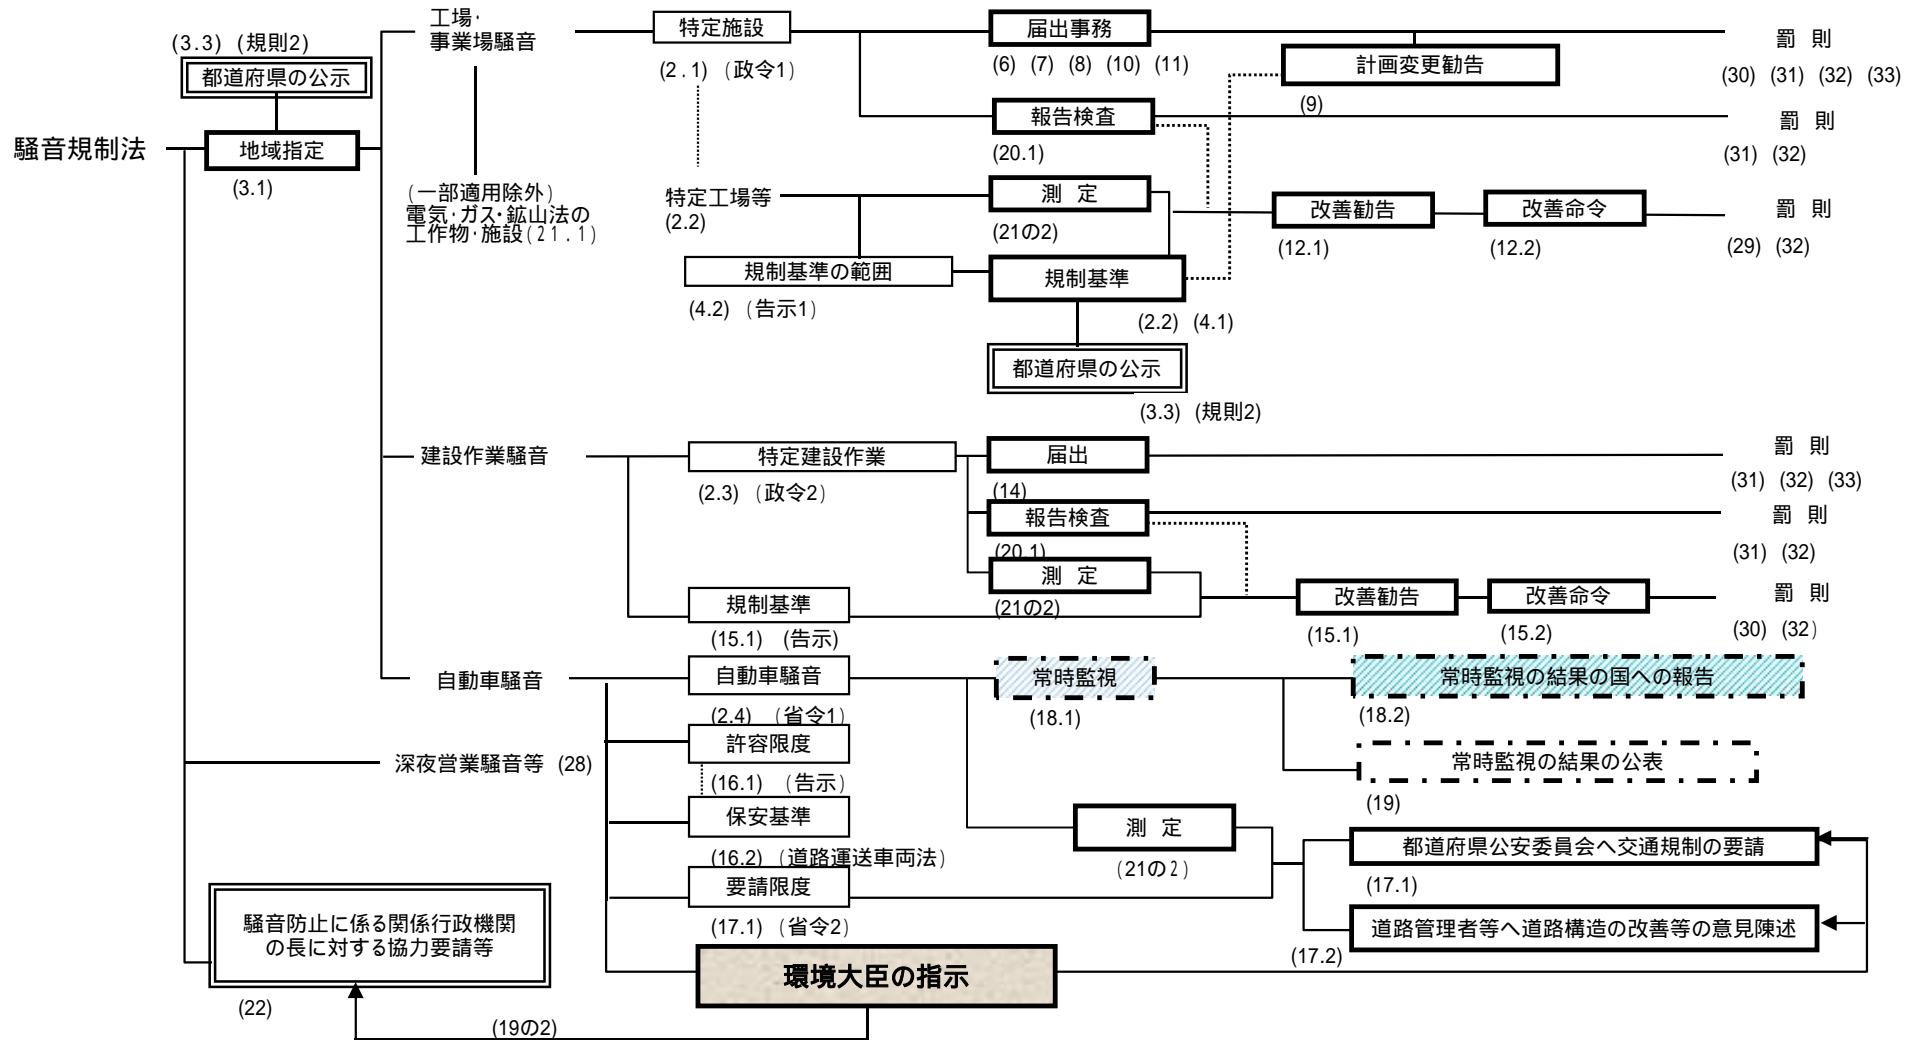 工場・
事業場騒音
特定施設
届出事務
罰 則
(3.3) (規則2)
(2.1) (政令1)
(6) (7) (8) (10) (11)
計画変更勧告
(30) (31) (32) (33)
都道府県の公示
(9)
報告検査
罰 則
騒音規制法
地域指定
(20.1)
(31) (32)
(3.1)
(一部適用除外)
電気・ガス・鉱山法の
工作物・施設(21.1)
特定工場等
(2.2)
測 定
(21の2)
改善勧告
(12.1)
改善命令
(12.2)
罰 則
(29) (32)
規制基準の範囲
(4.2) (告示1)
規制基準
(2.2) (4.1)
都道府県の公示
(3.3) (規則2)
建設作業騒音
特定建設作業
(2.3) (政令2)
届出
(14)
罰 則
(31) (32) (33)
報告検査
(20.1)
罰 則
(31) (32)
測 定
(21の2)
規制基準
(15.1) (告示)
改善勧告
(15.1)
改善命令
(15.2)
罰 則
(30) (32)
自動車騒音
自動車騒音
(2.4) (省令1)
常時監視
(18.1)
常時監視の結果の国への報告
(18.2)
許容限度
(16.1) (告示)
深夜営業騒音等 (28)
常時監視の結果の公表
(19)
保安基準
(16.2) (道路運送車両法)
測 定
(21の2)
都道府県公安委員会へ交通規制の要請
(17.1)
要請限度
(17.1) (省令2)
道路管理者等へ道路構造の改善等の意見陳述
(17.2)
騒音防止に係る関係行政機関
の長に対する協力要請等
(22)
環境大臣の指示
(19の2)